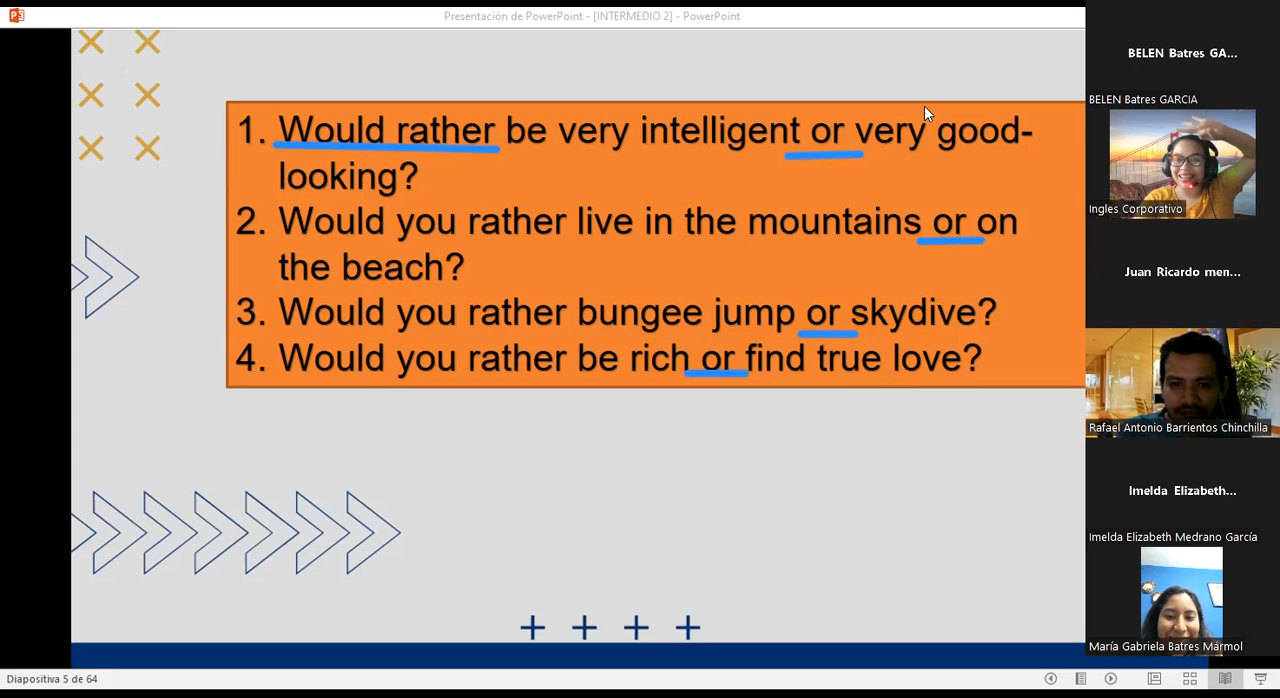 Presentación de PowerPoint - [INTERMEDIO 2] - PowerPoint
1. Would rather be very intelligent or very good-
looking?
2. Would you rather live in the mountains or on
the beach?
3. Would you rather bungee jump or skydive?
4. Would you rather be rich or find true love?
BELEN Batres GA...
BELEN Batres GARCIA
Ingles Corporativo
Juan Ricardo men...
Rafael Antonio Barrientos Chinchilla
Imelda Elizabeth...
Imelda Elizabeth Medrano García
María Gabriela Batres Mármol
Diapositiva 5 de 64